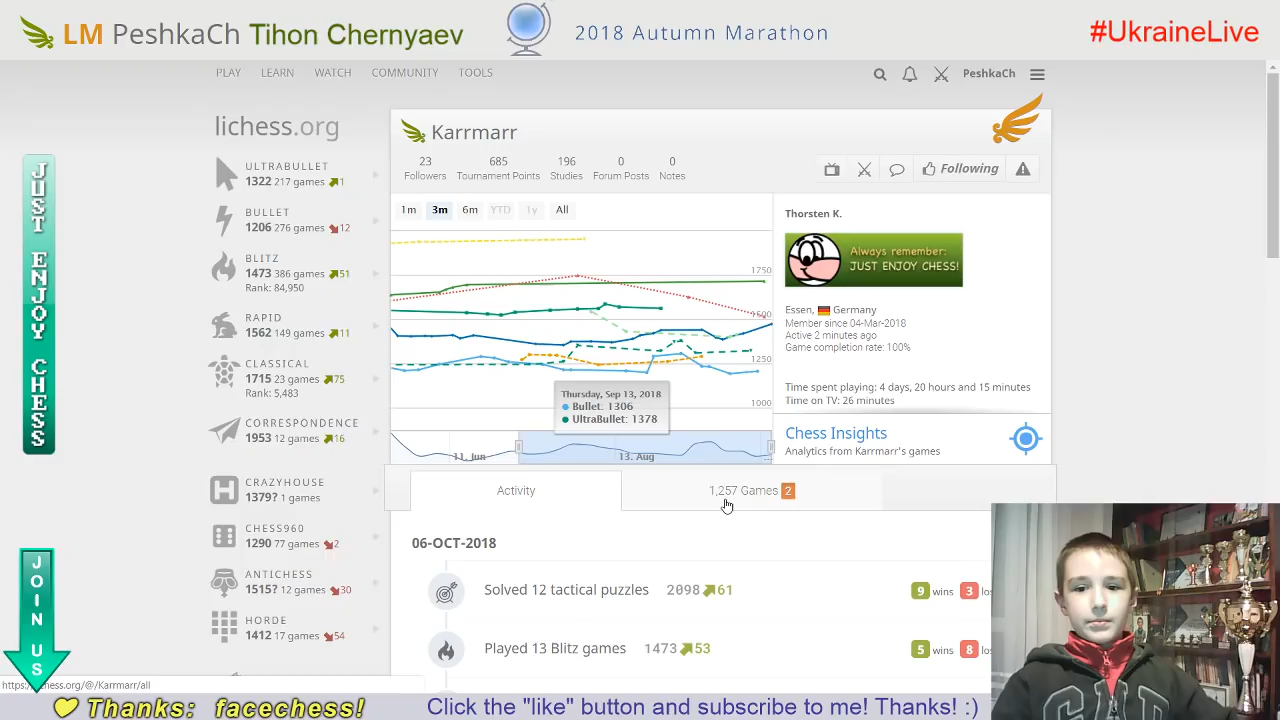 LM PeshkaCh Tihon Chernyaev
2018 Autumn Marathon
#UkraineLive
PLAY LEARN WATCH COMMUNITY TOOLS
PeshkaCh
lichess.org
JUST ENJOY CHESS
JOIN US
ULTRABULLET
1322 217 games 1
BULLET
1206 276 games 12
BLITZ
1473 386 games 51
Rank: 84,950
RAPID
1562 149 games 11
CLASSICAL
1715 23 games 75
Rank: 5,483
CORRESPONDENCE
1953 12 games 16
CRAZYHOUSE
1379? 1 games
CHESS960
1290 77 games 2
ANTICHESS
1515? 12 games 30
HORDE
1412 17 games 54
Karrmarr
23 685 196 0 0
Followers Tournament Points Studies Forum Posts Notes
Following
1m 3m 6m YTD 1y All
1750
1500
1250
1000
Thursday, Sep 13, 2018
Bullet: 1306
UltraBullet: 1378
11. Jun 13. Aug
Thorsten K.
Always remember:
JUST ENJOY CHESS!
Essen, Germany
Member since 04-Mar-2018
Active 2 minutes ago
Game completion rate: 100%
Time spent playing: 4 days, 20 hours and 15 minutes
Time on TV: 26 minutes
Chess Insights
Analytics from Karrmarr's games
Activity 1,257 Games 2
06-OCT-2018
Solved 12 tactical puzzles 2098 61 9 wins 3
Played 13 Blitz games 1473 53 5 wins 8
GAP
Thanks: facechess!
Click the "like" button and subscribe to me! Thanks! :)